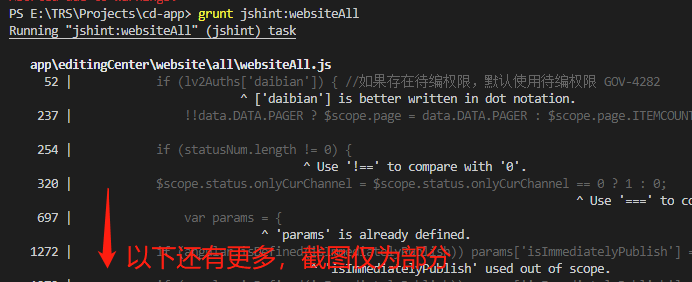 PS E:\TRS\Projects\cd-app> grunt jshint:websiteAll
Running "jshint:websiteAll" (jshint) task
app\editingCenter\website\all\websiteAll.js
52 | if (lv2Auths['daibian']) { //如果存在待编权限，默认使用待编权限 GOV-4282
^ ['daibian'] is better written in dot notation.
237 | !!data.DATA.PAGER ? $scope.page = data.DATA.PAGER : $scope.page.ITEMCOUNT
254 | if (statusNum.length != 0) {
^ Use '!==' to compare with '0'.
320 | $scope.status.onlyCurChannel = $scope.status.onlyCurChannel == 0 ? 1 : 0;
^ Use '===' to co
697 | var params = {
^ 'params' is already defined.
1272 | if params['isImmediatelyPublish'] =
以下还有更多，截图仅为部分
^ 'isImmediatelyPublish' used out of scope.